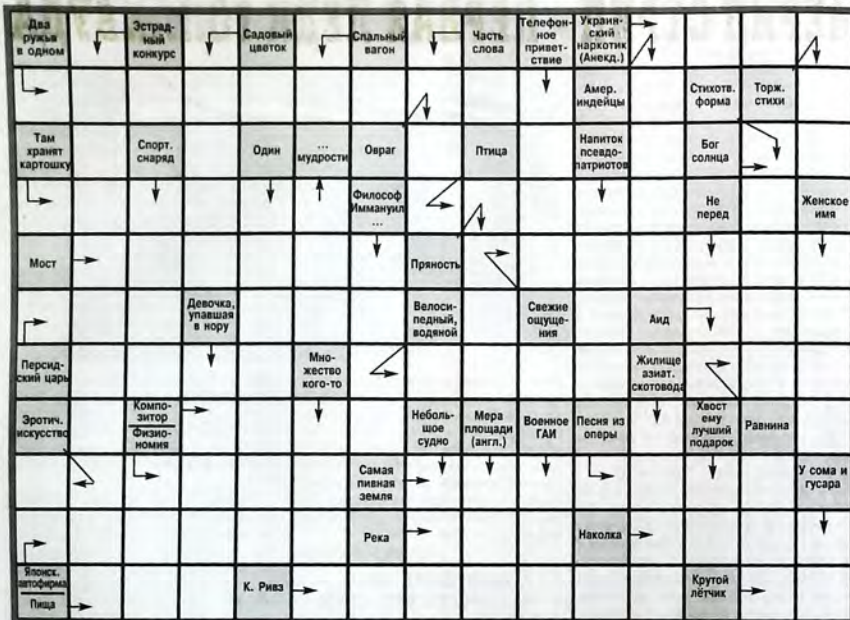 Два
ружья
в одном
Эстрад-
ный
конкурс
Садовый
цветок
Спальный
вагон
Часть
слова
Телефон-
ное
приветс-
ствие
Украин-
ский
наркотик
(Анекд.)
Амер.
индейцы
Стихотв.
форма
Торж.
стихи
Там
хранят
картошку
Спорт.
снаряд
Один
...
мудрости
Овраг
Птица
Напиток
псевдо-
патриотов
Бог
солнца
Философ
Иммануил
...
Не
перед
Женское
имя
Мост
Пряность
Девочка,
упавшая
в нору
Велоси-
педный,
водяной
Свежие
ощуще-
ния
Аид
Персид-
ский царь
Мно-
жество
кого-то
Жилище
азиат.
скотовода
Эротич.
искусство
Компо-
зитор
Физио-
номия
Неболь-
шое
судно
Мера
площади
(англ.)
Военное
ГАИ
Песня из
оперы
Хвост
ему
лучший
подарок
Равнина
Самая
пивная
земля
У сома и
гусара
Река
Наколка
Японск.
автофирма
Пища
К. Ривз
Крутой
лётчик